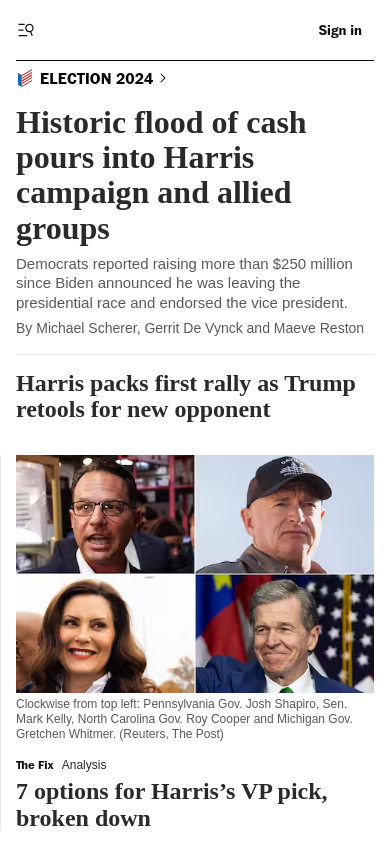 Sign in
ELECTION 2024
Historic flood of cash
pours into Harris
campaign and allied
groups
Democrats reported raising more than $250 million
since Biden announced he was leaving the
presidential race and endorsed the vice president.
By Michael Scherer, Gerrit De Vynck and Maeve Reston
Harris packs first rally as Trump
retools for new opponent
Clockwise from top left: Pennsylvania Gov. Josh Shapiro, Sen.
Mark Kelly, North Carolina Gov. Roy Cooper and Michigan Gov.
Gretchen Whitmer. (Reuters, The Post)
The Fix Analysis
7 options for Harris’s VP pick,
broken down